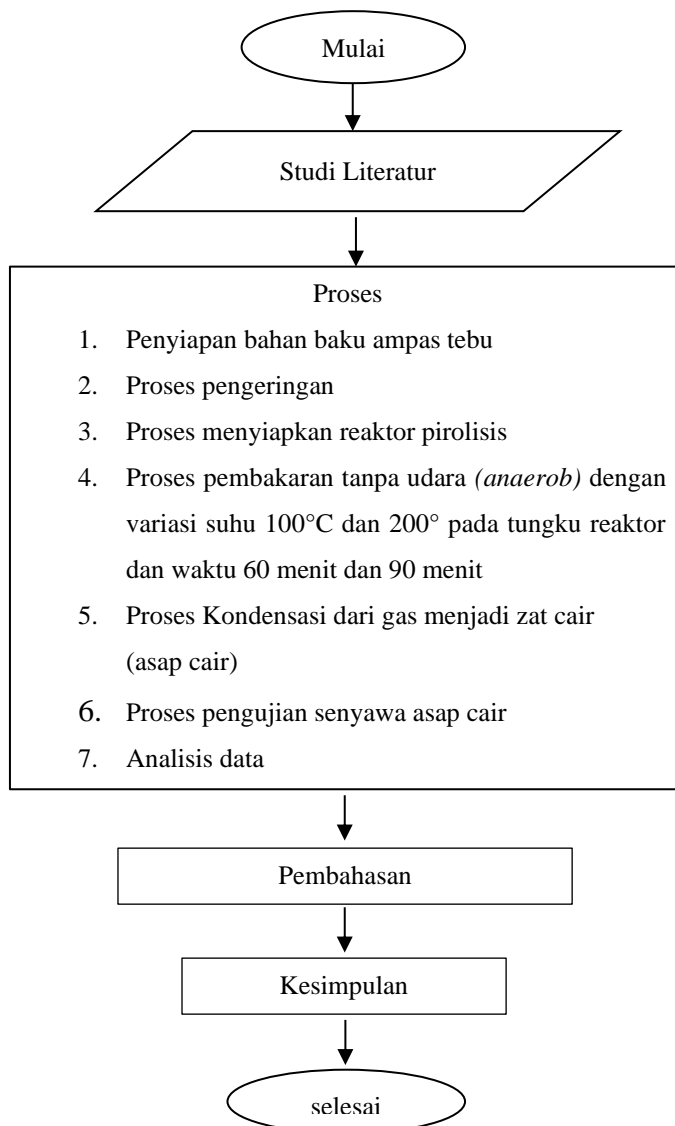 Mulai
Studi Literatur
Proses
1. Penyiapan bahan baku ampas tebu
2. Proses pengeringan
3. Proses menyiapkan reaktor pirolisis
4. Proses pembakaran tanpa udara (anaerob) dengan
variasi suhu 100°C dan 200° pada tungku reaktor
dan waktu 60 menit dan 90 menit
5. Proses Kondensasi dari gas menjadi zat cair
(asap cair)
6. Proses pengujian senyawa asap cair
7. Analisis data
Pembahasan
Kesimpulan
selesai